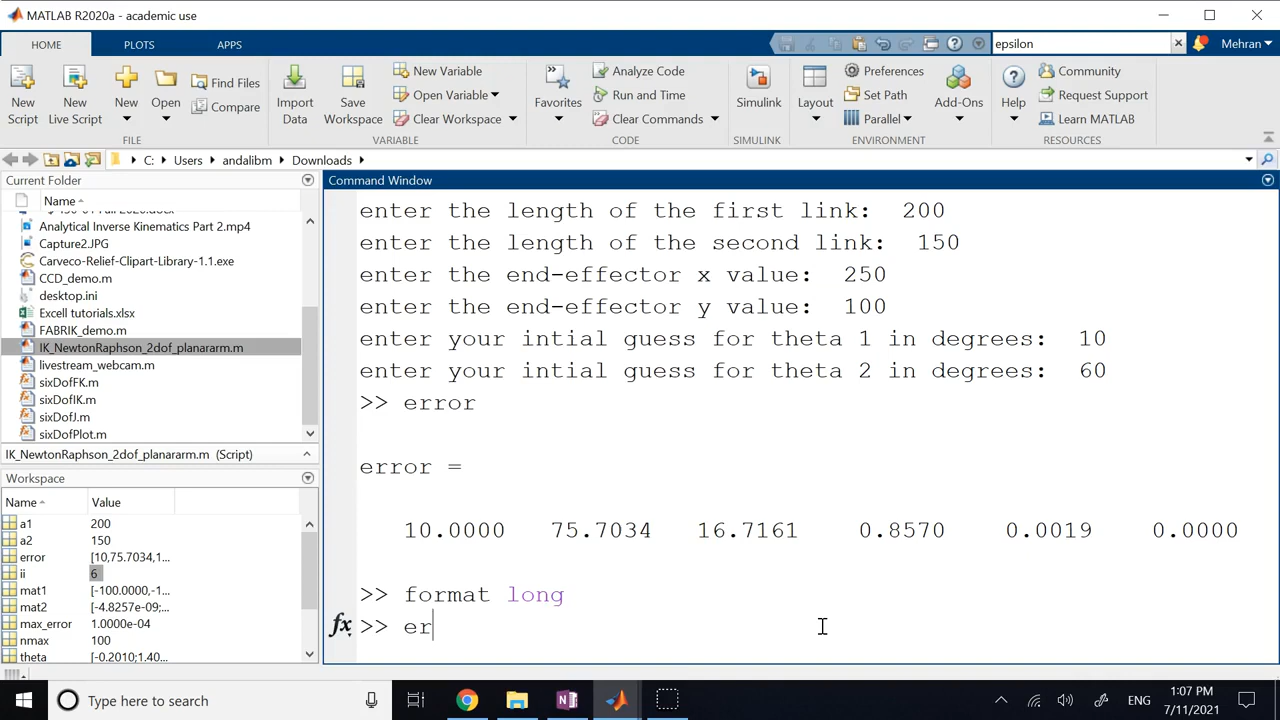 MATLAB R2020a - academic use
HOME PLOTS APPS
epsilon
Mehran
New Script
New Live Script
New
Open
Find Files
Compare
FILE
Import Data
Save Workspace
New Variable
Open Variable
Clear Workspace
VARIABLE
Favorites
Analyze Code
Run and Time
Clear Commands
CODE
Simulink
SIMULINK
Layout
Preferences
Set Path
Parallel
Add-Ons
ENVIRONMENT
Help
Community
Request Support
Learn MATLAB
RESOURCES
C: Users andalibm Downloads
Current Folder
Name
Analytical Inverse Kinematics Part 2.mp4
Capture2.JPG
Carveco-Relief-Clipart-Library-1.1.exe
CCD_demo.m
desktop.ini
Excell tutorials.xlsx
FABRIK_demo.m
IK_NewtonRaphson_2dof_planararm.m
livestream_webcam.m
sixDofFK.m
sixDofIK.m
sixDofJ.m
sixDofPlot.m
IK_NewtonRaphson_2dof_planararm.m (Script)
Workspace
Name Value
a1 200
a2 150
error [10,75.7034,1...
ii 6
mat1 [-100.0000,-1...
mat2 [-4.8257e-09;...
max_error 1.0000e-04
nmax 100
theta [-0.2010;1.40...
Command Window
enter the length of the first link: 200
enter the length of the second link: 150
enter the end-effector x value: 250
enter the end-effector y value: 100
enter your intial guess for theta 1 in degrees: 10
enter your intial guess for theta 2 in degrees: 60
>> error
error =
10.0000 75.7034 16.7161 0.8570 0.0019 0.0000
>> format long
fx >> er
Type here to search
ENG
1:07 PM
7/11/2021